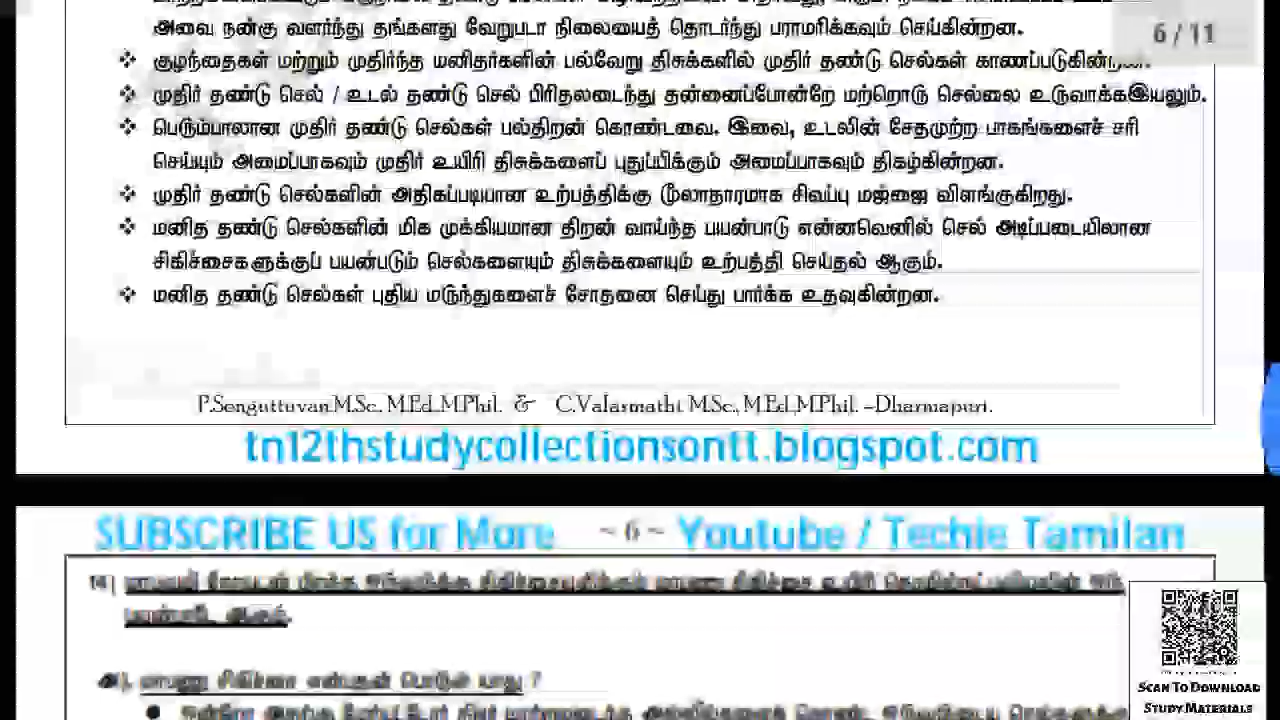 அவை நன்கு வளர்ந்து தங்களது வேறுபடா நிலையைத் தொடர்ந்து பராமரிக்கவும் செய்கின்றன.
6 / 11
❖ குழந்தைகள் மற்றும் முதிர்ந்த மனிதர்களின் பல்வேறு திசுக்களில் முதிர் தண்டு செல்கள் காணப்படுகின்றன.
❖ முதிர் தண்டு செல் / உடல் தண்டு செல் பிரிதலடைந்து தன்னைப்போன்றே மற்றொரு செல்லை உருவாக்கஇயலும்.
❖ பெரும்பாலான முதிர் தண்டு செல்கள் பல்திறன் கொண்டவை. இவை, உடலின் சேதமுற்ற பாகங்களைச் சரி
செய்யும் அமைப்பாகவும் முதிர் உயிரி திசுக்களைப் புதுப்பிக்கும் அமைப்பாகவும் திகழ்கின்றன.
❖ முதிர் தண்டு செல்களின் அதிகப்படியான உற்பத்திக்கு மூலாதாரமாக சிவப்பு மஜ்ஜை விளங்குகிறது.
❖ மனித தண்டு செல்களின் மிக முக்கியமான திறன் வாய்ந்த பயன்பாடு என்னவெனில் செல் அடிப்படையிலான
சிகிச்சைகளுக்குப் பயன்படும் செல்களையும் திசுக்களையும் உற்பத்தி செய்தல் ஆகும்.
❖ மனித தண்டு செல்கள் புதிய மருந்துகளைச் சோதனை செய்து பார்க்க உதவுகின்றன.
P.Senguttuvan.M.Sc., M.Ed.,M.Phil. & C.Valarmathi M.Sc., M.Ed.,M.Phil. –Dharmapuri.
tn12thstudycollectionsontt.blogspot.com
SUBSCRIBE US for More ~ 6 ~ Youtube / Techie Tamilan
SCAN TO DOWNLOAD
STUDY MATERIALS